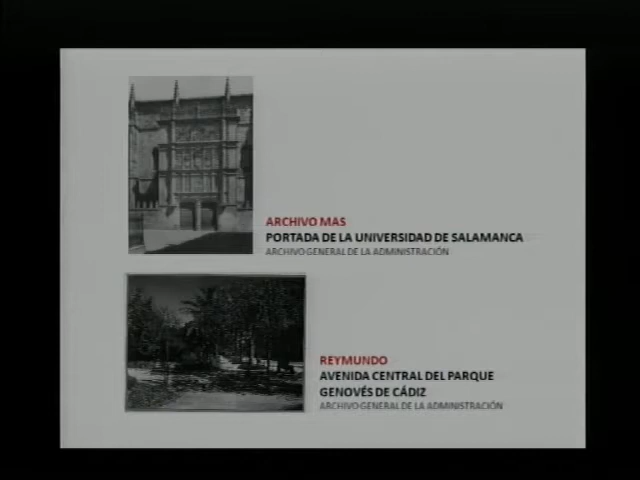 ARCHIVO MAS
PORTADA DE LA UNIVERSIDAD DE SALAMANCA
ARCHIVO GENERAL DE LA ADMINISTRACIÓN
REYMUNDO
AVENIDA CENTRAL DEL PARQUE
GENOVÉS DE CÁDIZ
ARCHIVO GENERAL DE LA ADMINISTRACIÓN